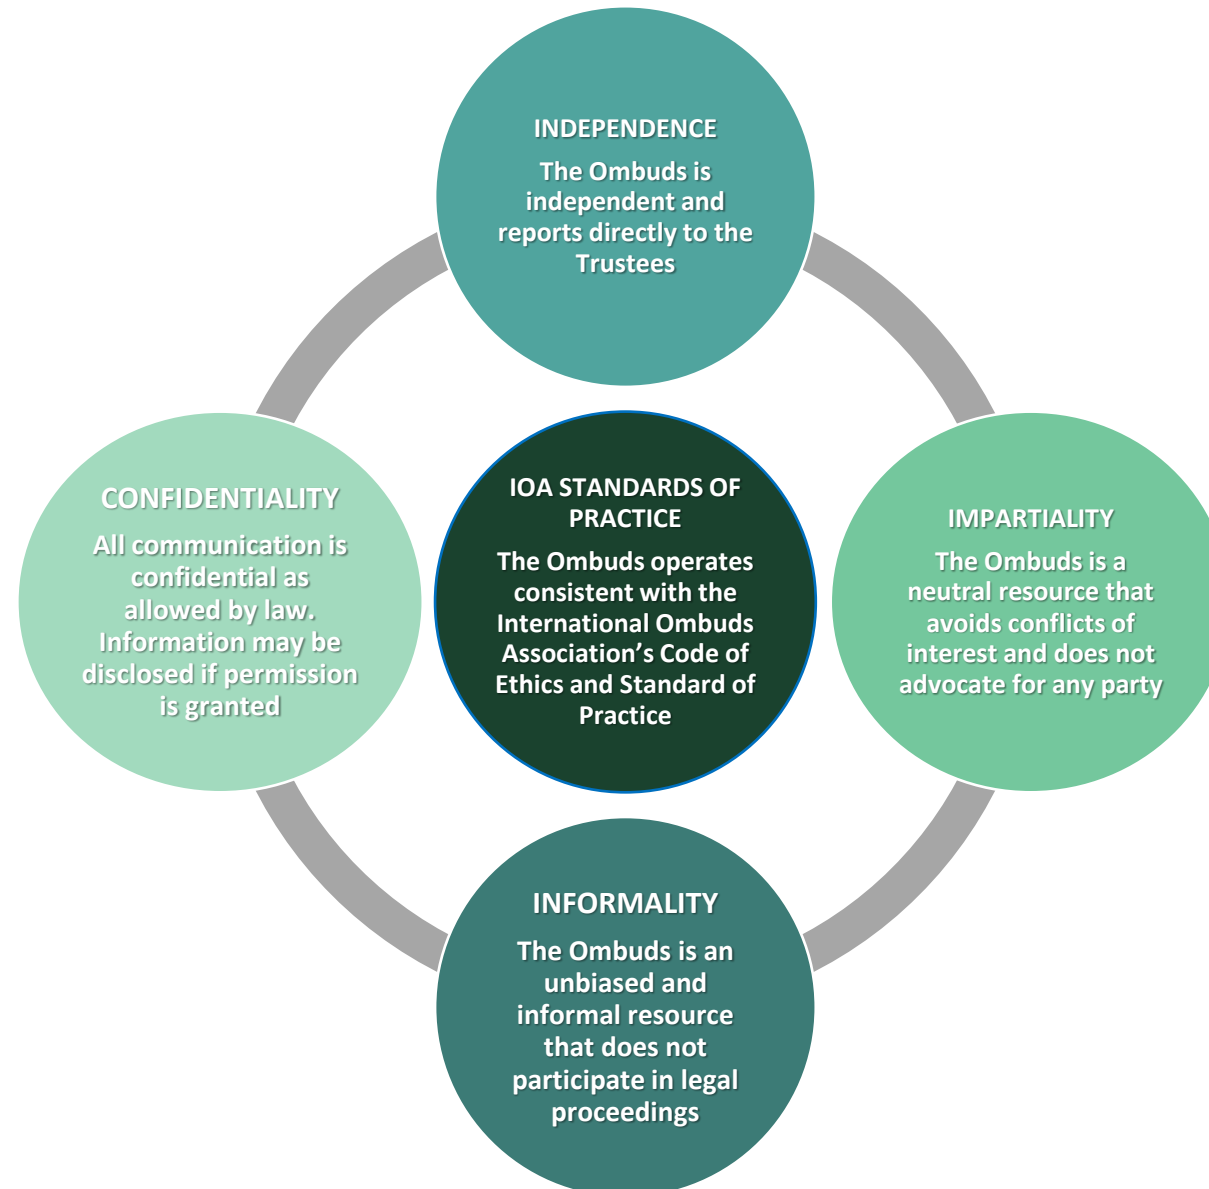 INDEPENDENCE
The Ombuds is
independent and
reports directly to the
Trustees
CONFIDENTIALITY
All communication is
confidential as
allowed by law.
Information may be
disclosed if permission
is granted
IOA STANDARDS OF
PRACTICE
The Ombuds operates
consistent with the
International Ombuds
Association’s Code of
Ethics and Standard of
Practice
IMPARTIALITY
The Ombuds is a
neutral resource that
avoids conflicts of
interest and does not
advocate for any party
INFORMALITY
The Ombuds is an
unbiased and
informal resource
that does not
participate in legal
proceedings